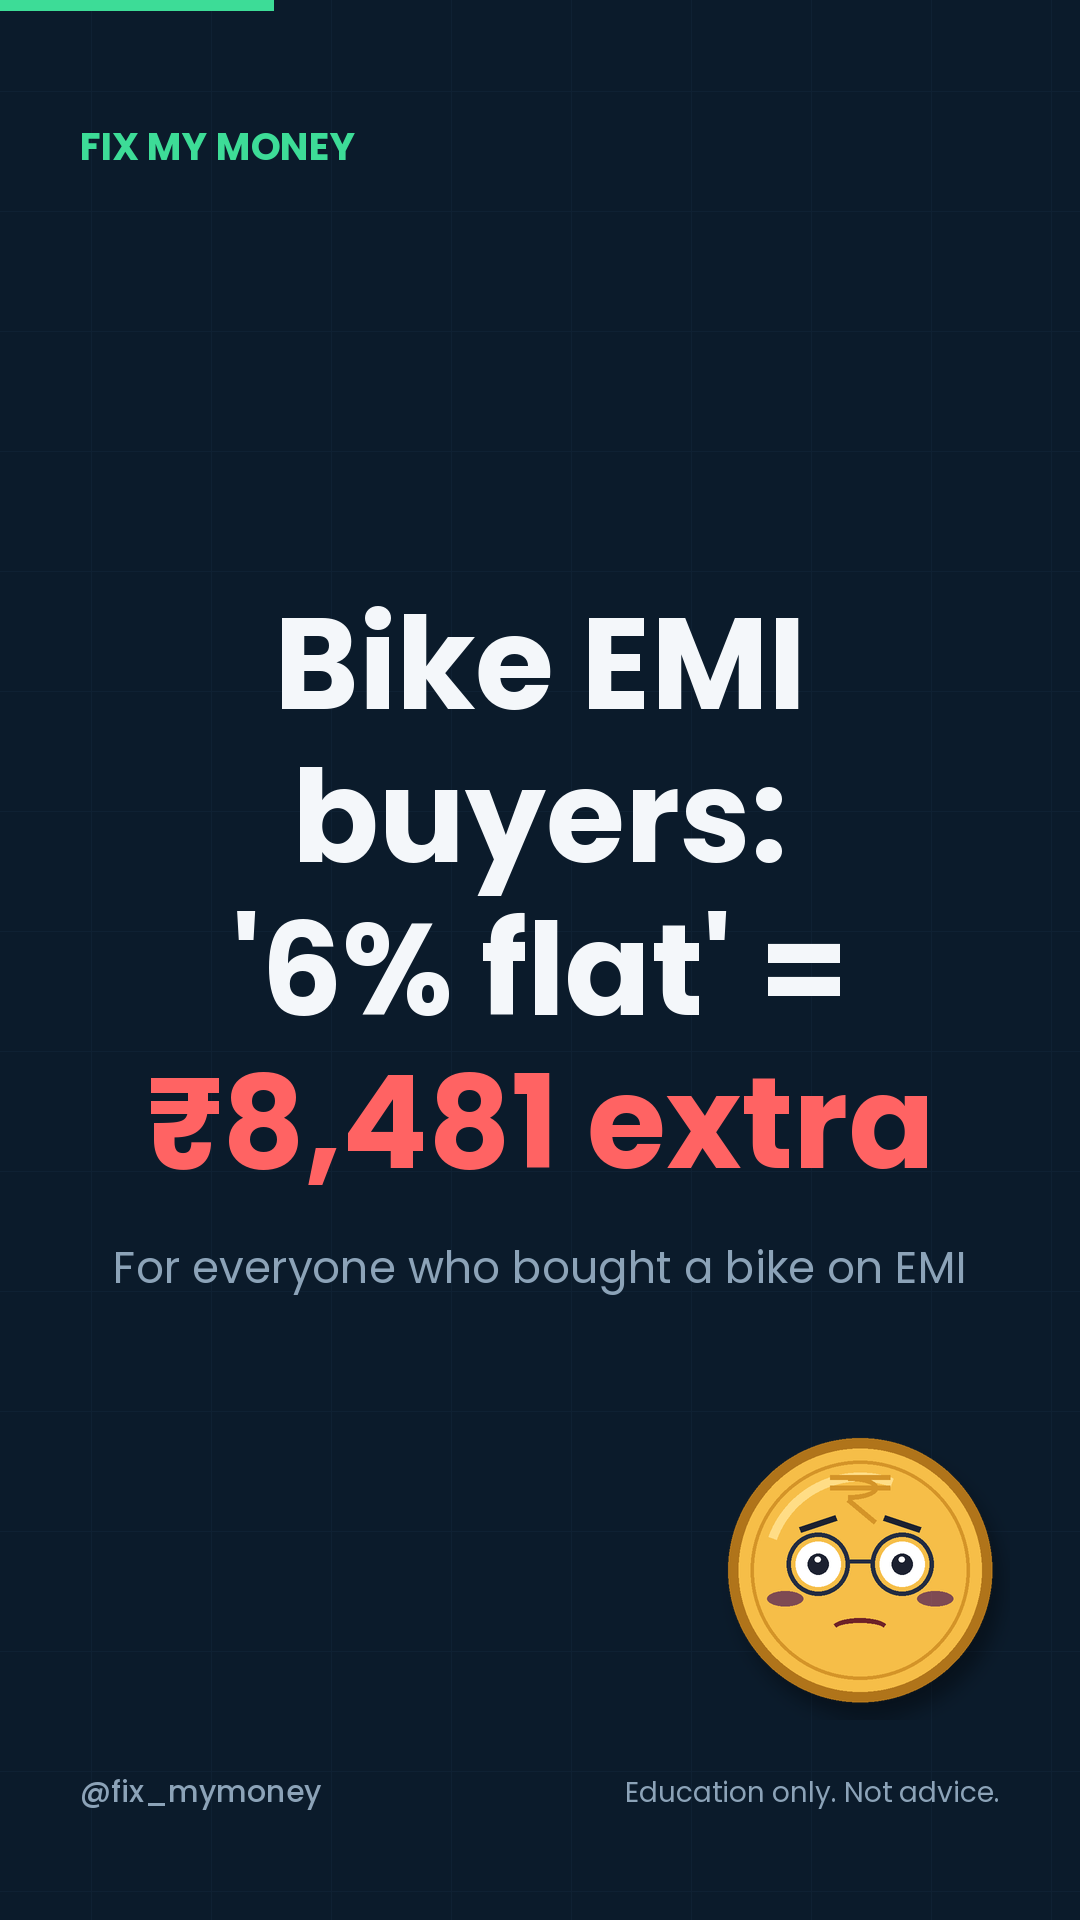 FIX MY MONEY
Bike EMI
buyers:
'6% flat' =
₹8,481 extra
For everyone who bought a bike on EMI
₹
@fix_mymoney
Education only. Not advice.